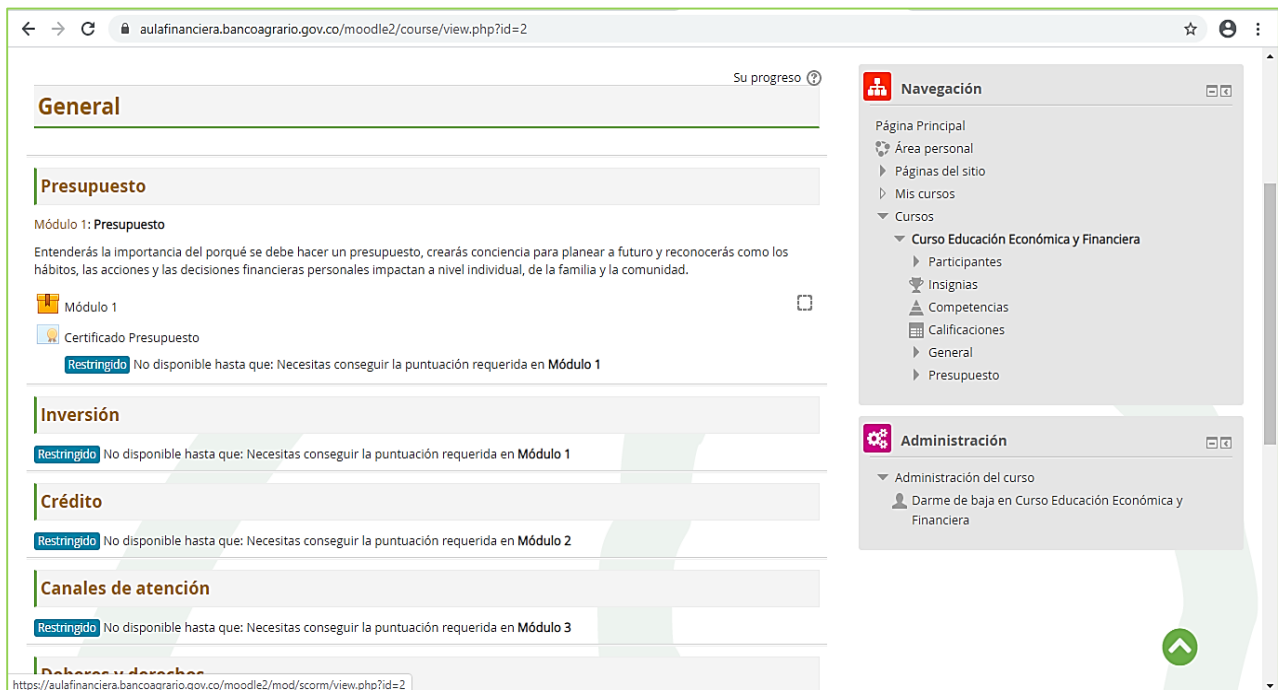 aulafinanciera.bancoagrario.gov.co/moodle2/course/view.php?id=2
Su progreso
General
Presupuesto
Módulo 1: Presupuesto
Entenderás la importancia del porqué se debe hacer un presupuesto, crearás conciencia para planear a futuro y reconocerás como los
hábitos, las acciones y las decisiones financieras personales impactan a nivel individual, de la familia y la comunidad.
Módulo 1
Certificado Presupuesto
Restringido No disponible hasta que: Necesitas conseguir la puntuación requerida en Módulo 1
Inversión
Restringido No disponible hasta que: Necesitas conseguir la puntuación requerida en Módulo 1
Crédito
Restringido No disponible hasta que: Necesitas conseguir la puntuación requerida en Módulo 2
Canales de atención
Restringido No disponible hasta que: Necesitas conseguir la puntuación requerida en Módulo 3
Deberes y derechos
https://aulafinanciera.bancoagrario.gov.co/moodle2/mod/scorm/view.php?id=2
Navegación
Página Principal
Área personal
Páginas del sitio
Mis cursos
Cursos
Curso Educación Económica y Financiera
Participantes
Insignias
Competencias
Calificaciones
General
Presupuesto
Administración
Administración del curso
Darme de baja en Curso Educación Económica y
Financiera